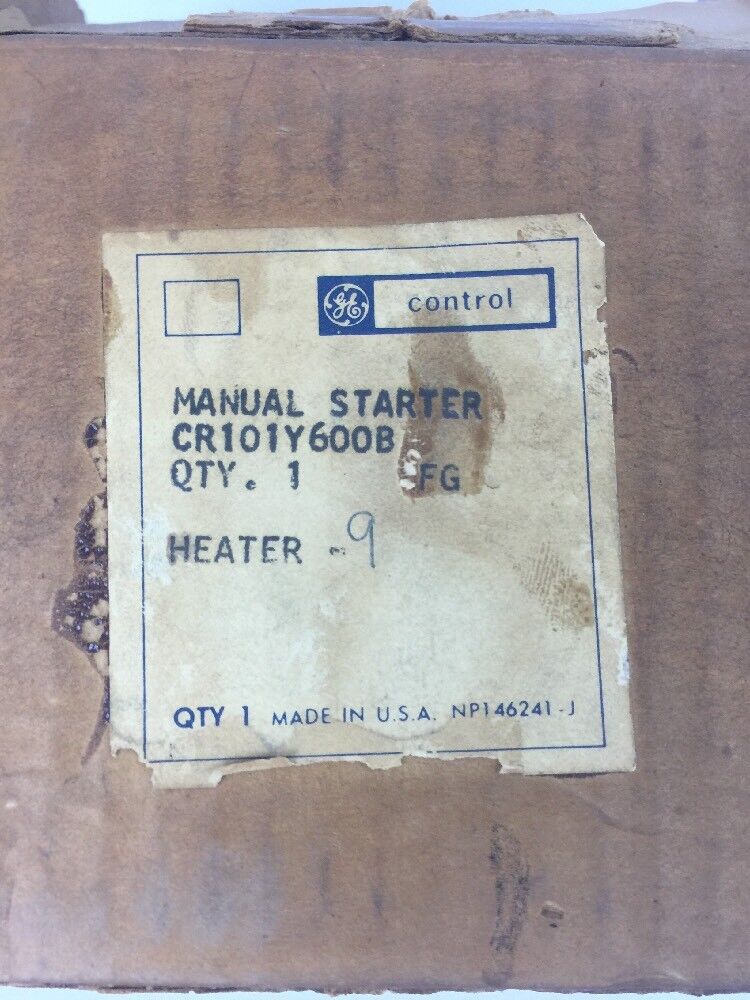 GE control
MANUAL STARTER
CR101Y600B
QTY. 1 FG
HEATER - 9
QTY 1 MADE IN U.S.A. NP146241-J